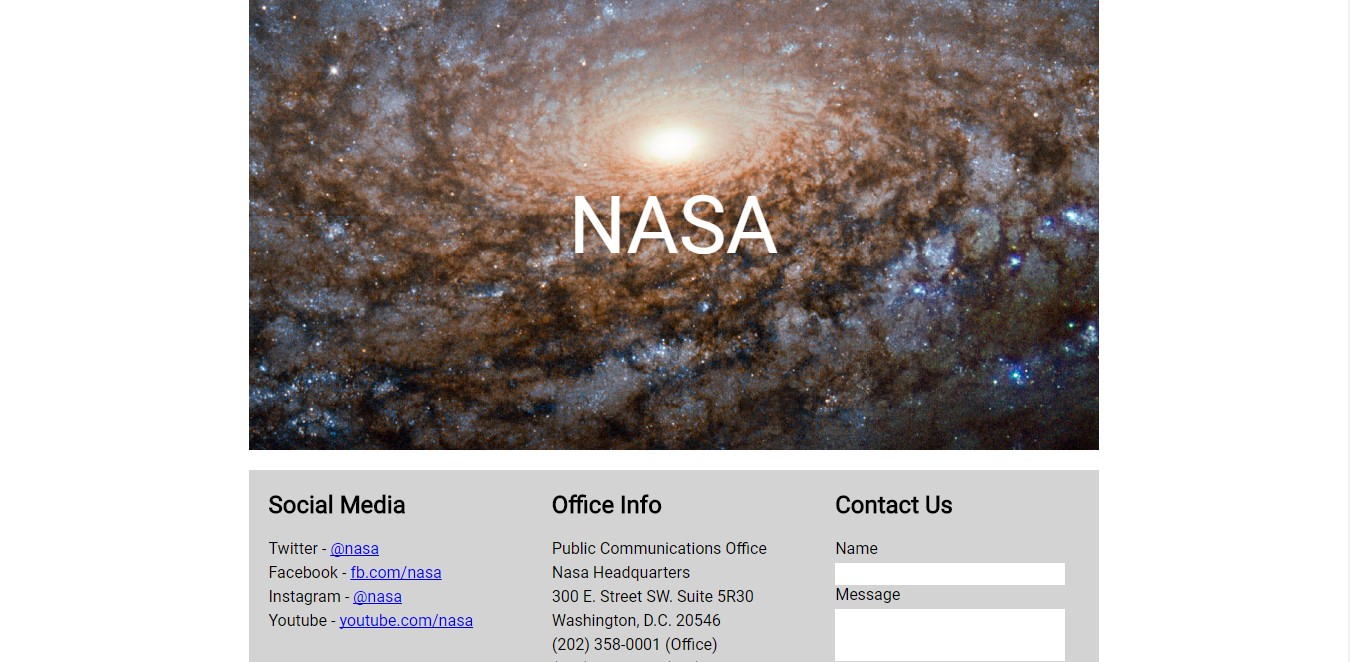 NASA
Social Media
Twitter - @nasa
Facebook - fb.com/nasa
Instagram - @nasa
Youtube - youtube.com/nasa
Office Info
Public Communications Office
Nasa Headquarters
300 E. Street SW. Suite 5R30
Washington, D.C. 20546
(202) 358-0001 (Office)
Contact Us
Name
Message